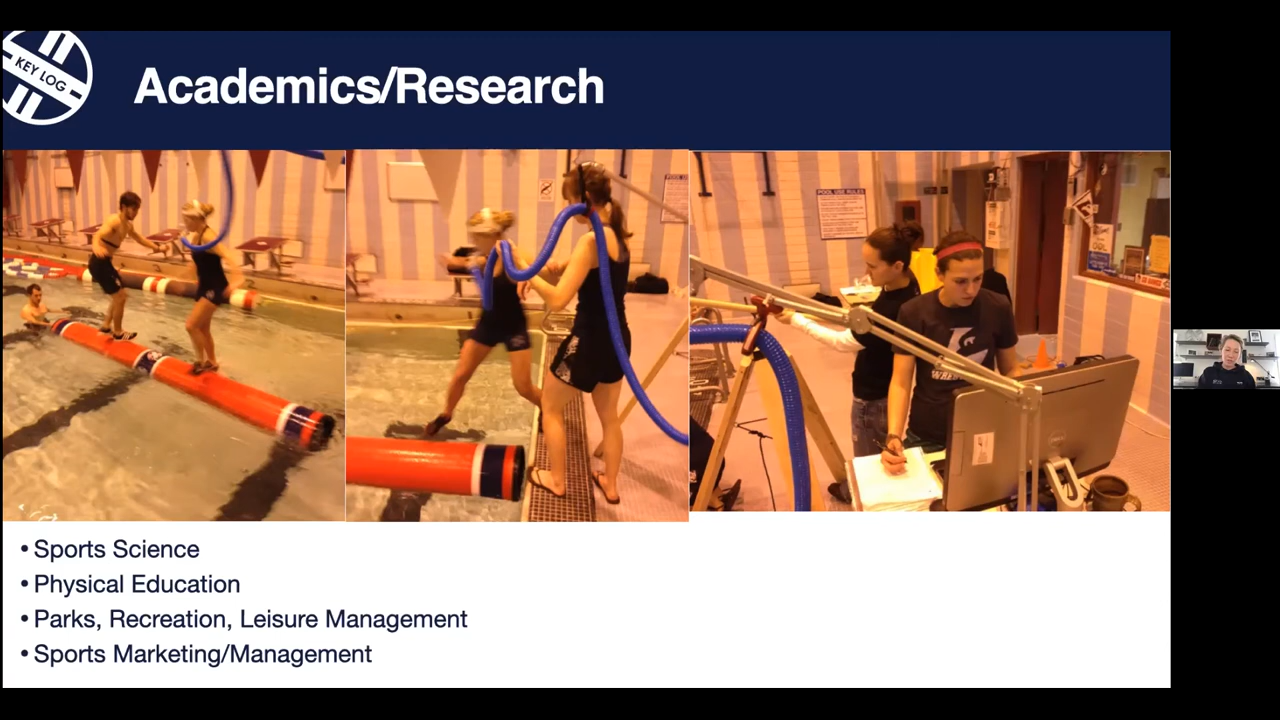 KEY LOG
Academics/Research
POOL USE RULES
• Sports Science
• Physical Education
• Parks, Recreation, Leisure Management
• Sports Marketing/Management